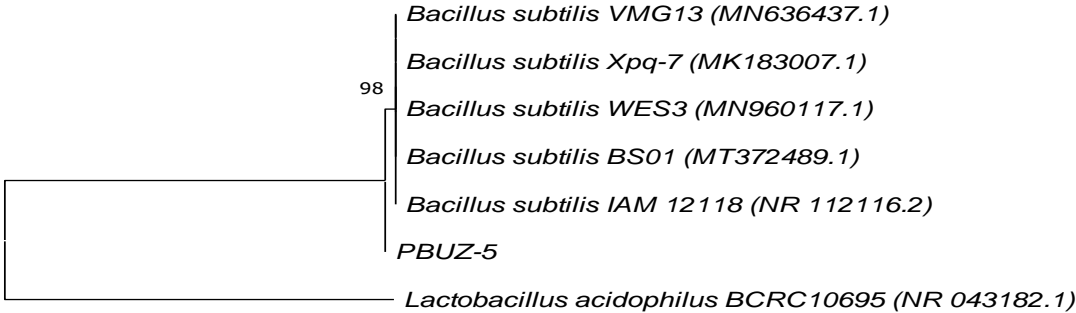 Bacillus subtilis VMG13 (MN636437.1)
Bacillus subtilis Xpq-7 (MK183007.1)
98
Bacillus subtilis WES3 (MN960117.1)
Bacillus subtilis BS01 (MT372489.1)
Bacillus subtilis IAM 12118 (NR 112116.2)
PBUZ-5
Lactobacillus acidophilus BCRC10695 (NR 043182.1)